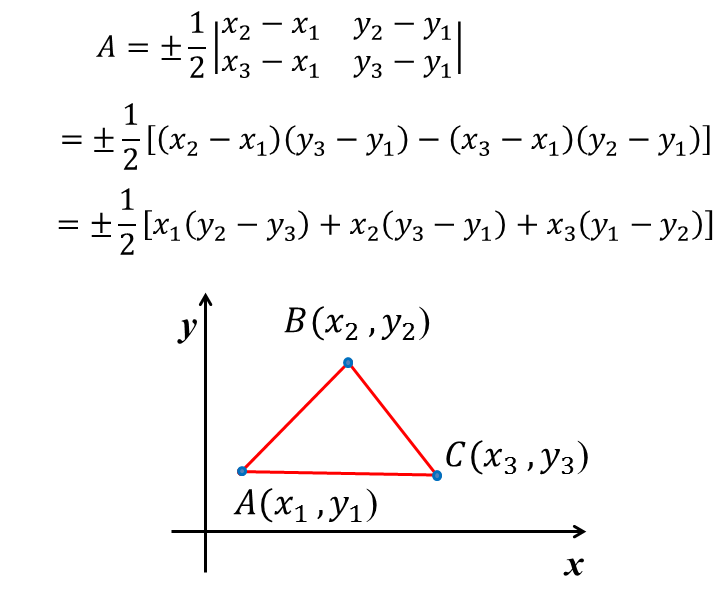 A = ±1/2 |x₂ − x₁  y₂ − y₁|
|x₃ − x₁  y₃ − y₁|
= ±1/2 [(x₂ − x₁)(y₃ − y₁) − (x₃ − x₁)(y₂ − y₁)]
= ±1/2 [x₁(y₂ − y₃) + x₂(y₃ − y₁) + x₃(y₁ − y₂)]
y
B(x₂ , y₂)
C(x₃ , y₃)
A(x₁ , y₁)
x